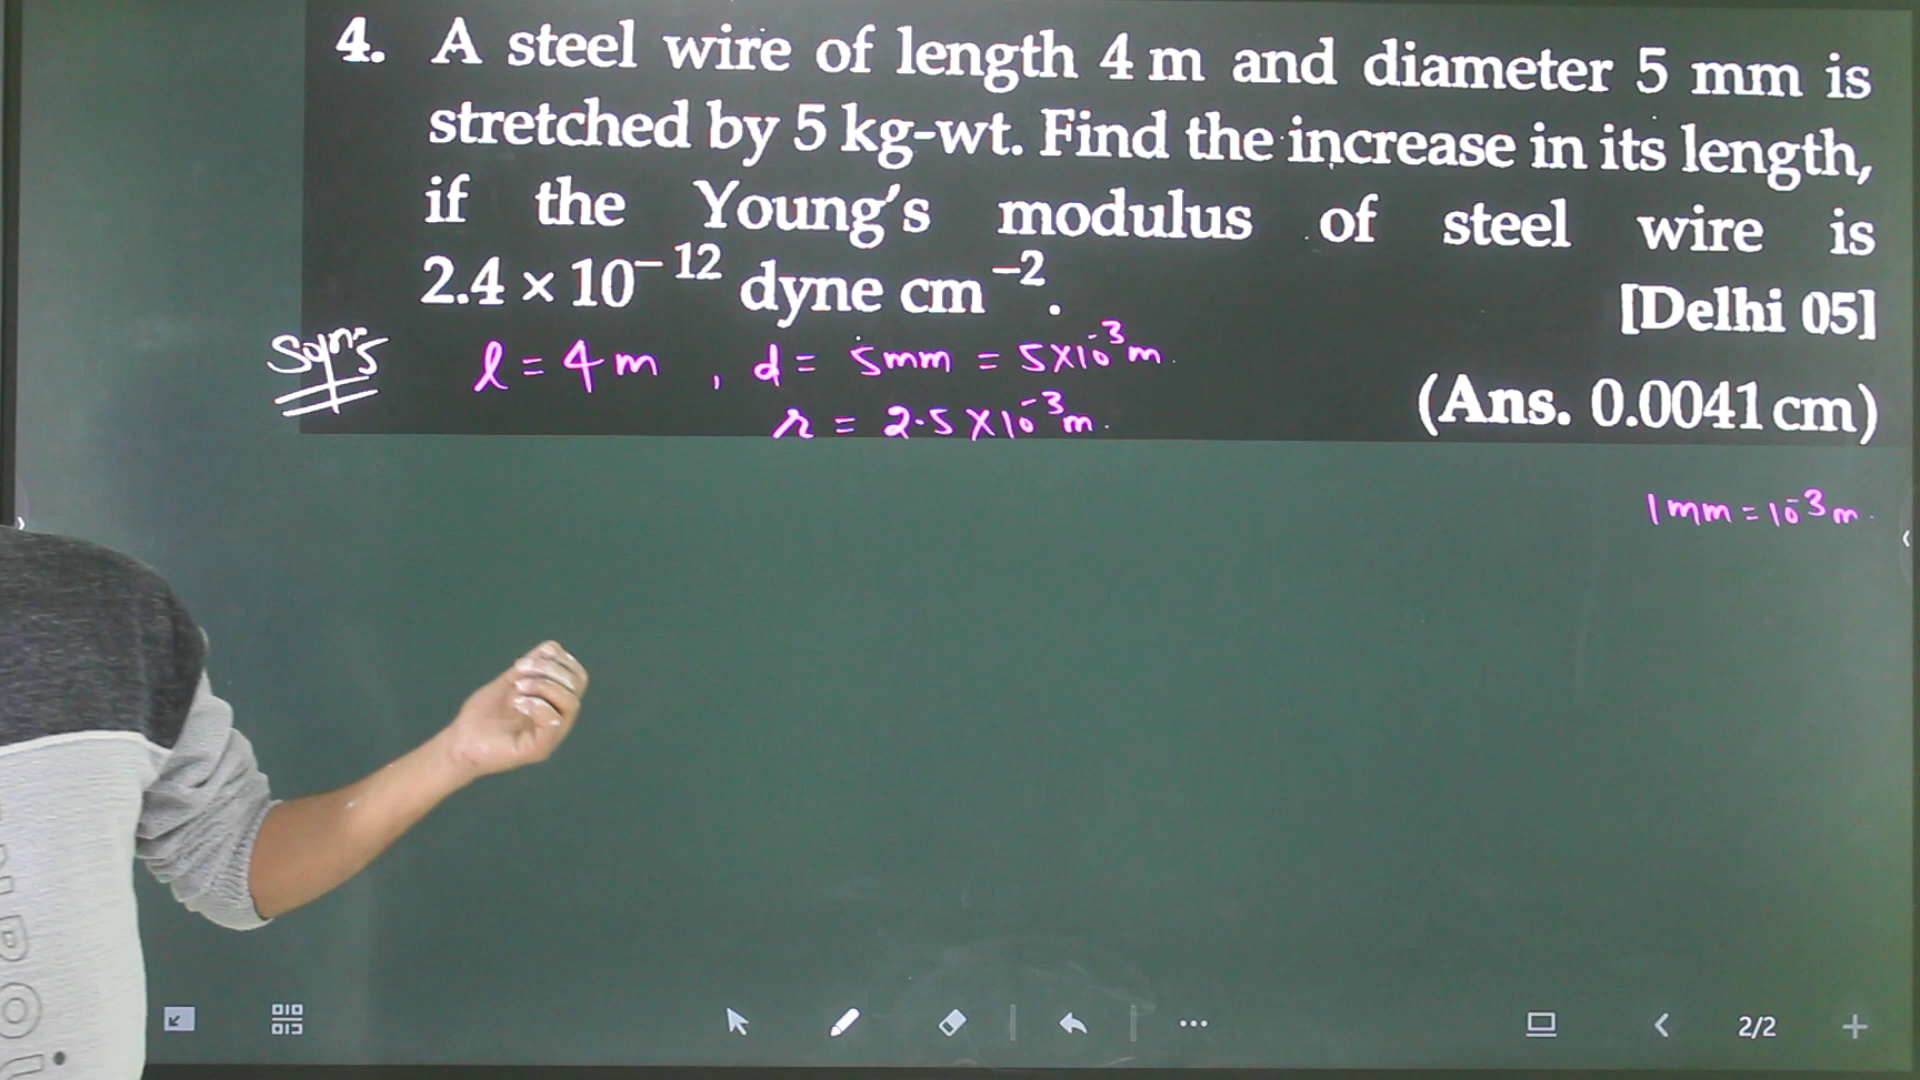 4. A steel wire of length 4 m and diameter 5 mm is
stretched by 5 kg-wt. Find the increase in its length,
if the Young's modulus of steel wire is
2.4 × 10⁻¹² dyne cm⁻².
[Delhi 05]
(Ans. 0.0041 cm)
l = 4 m , d = 5mm = 5×10⁻³m.
r = 2.5 × 10⁻³m.
1mm = 10⁻³m.
2/2